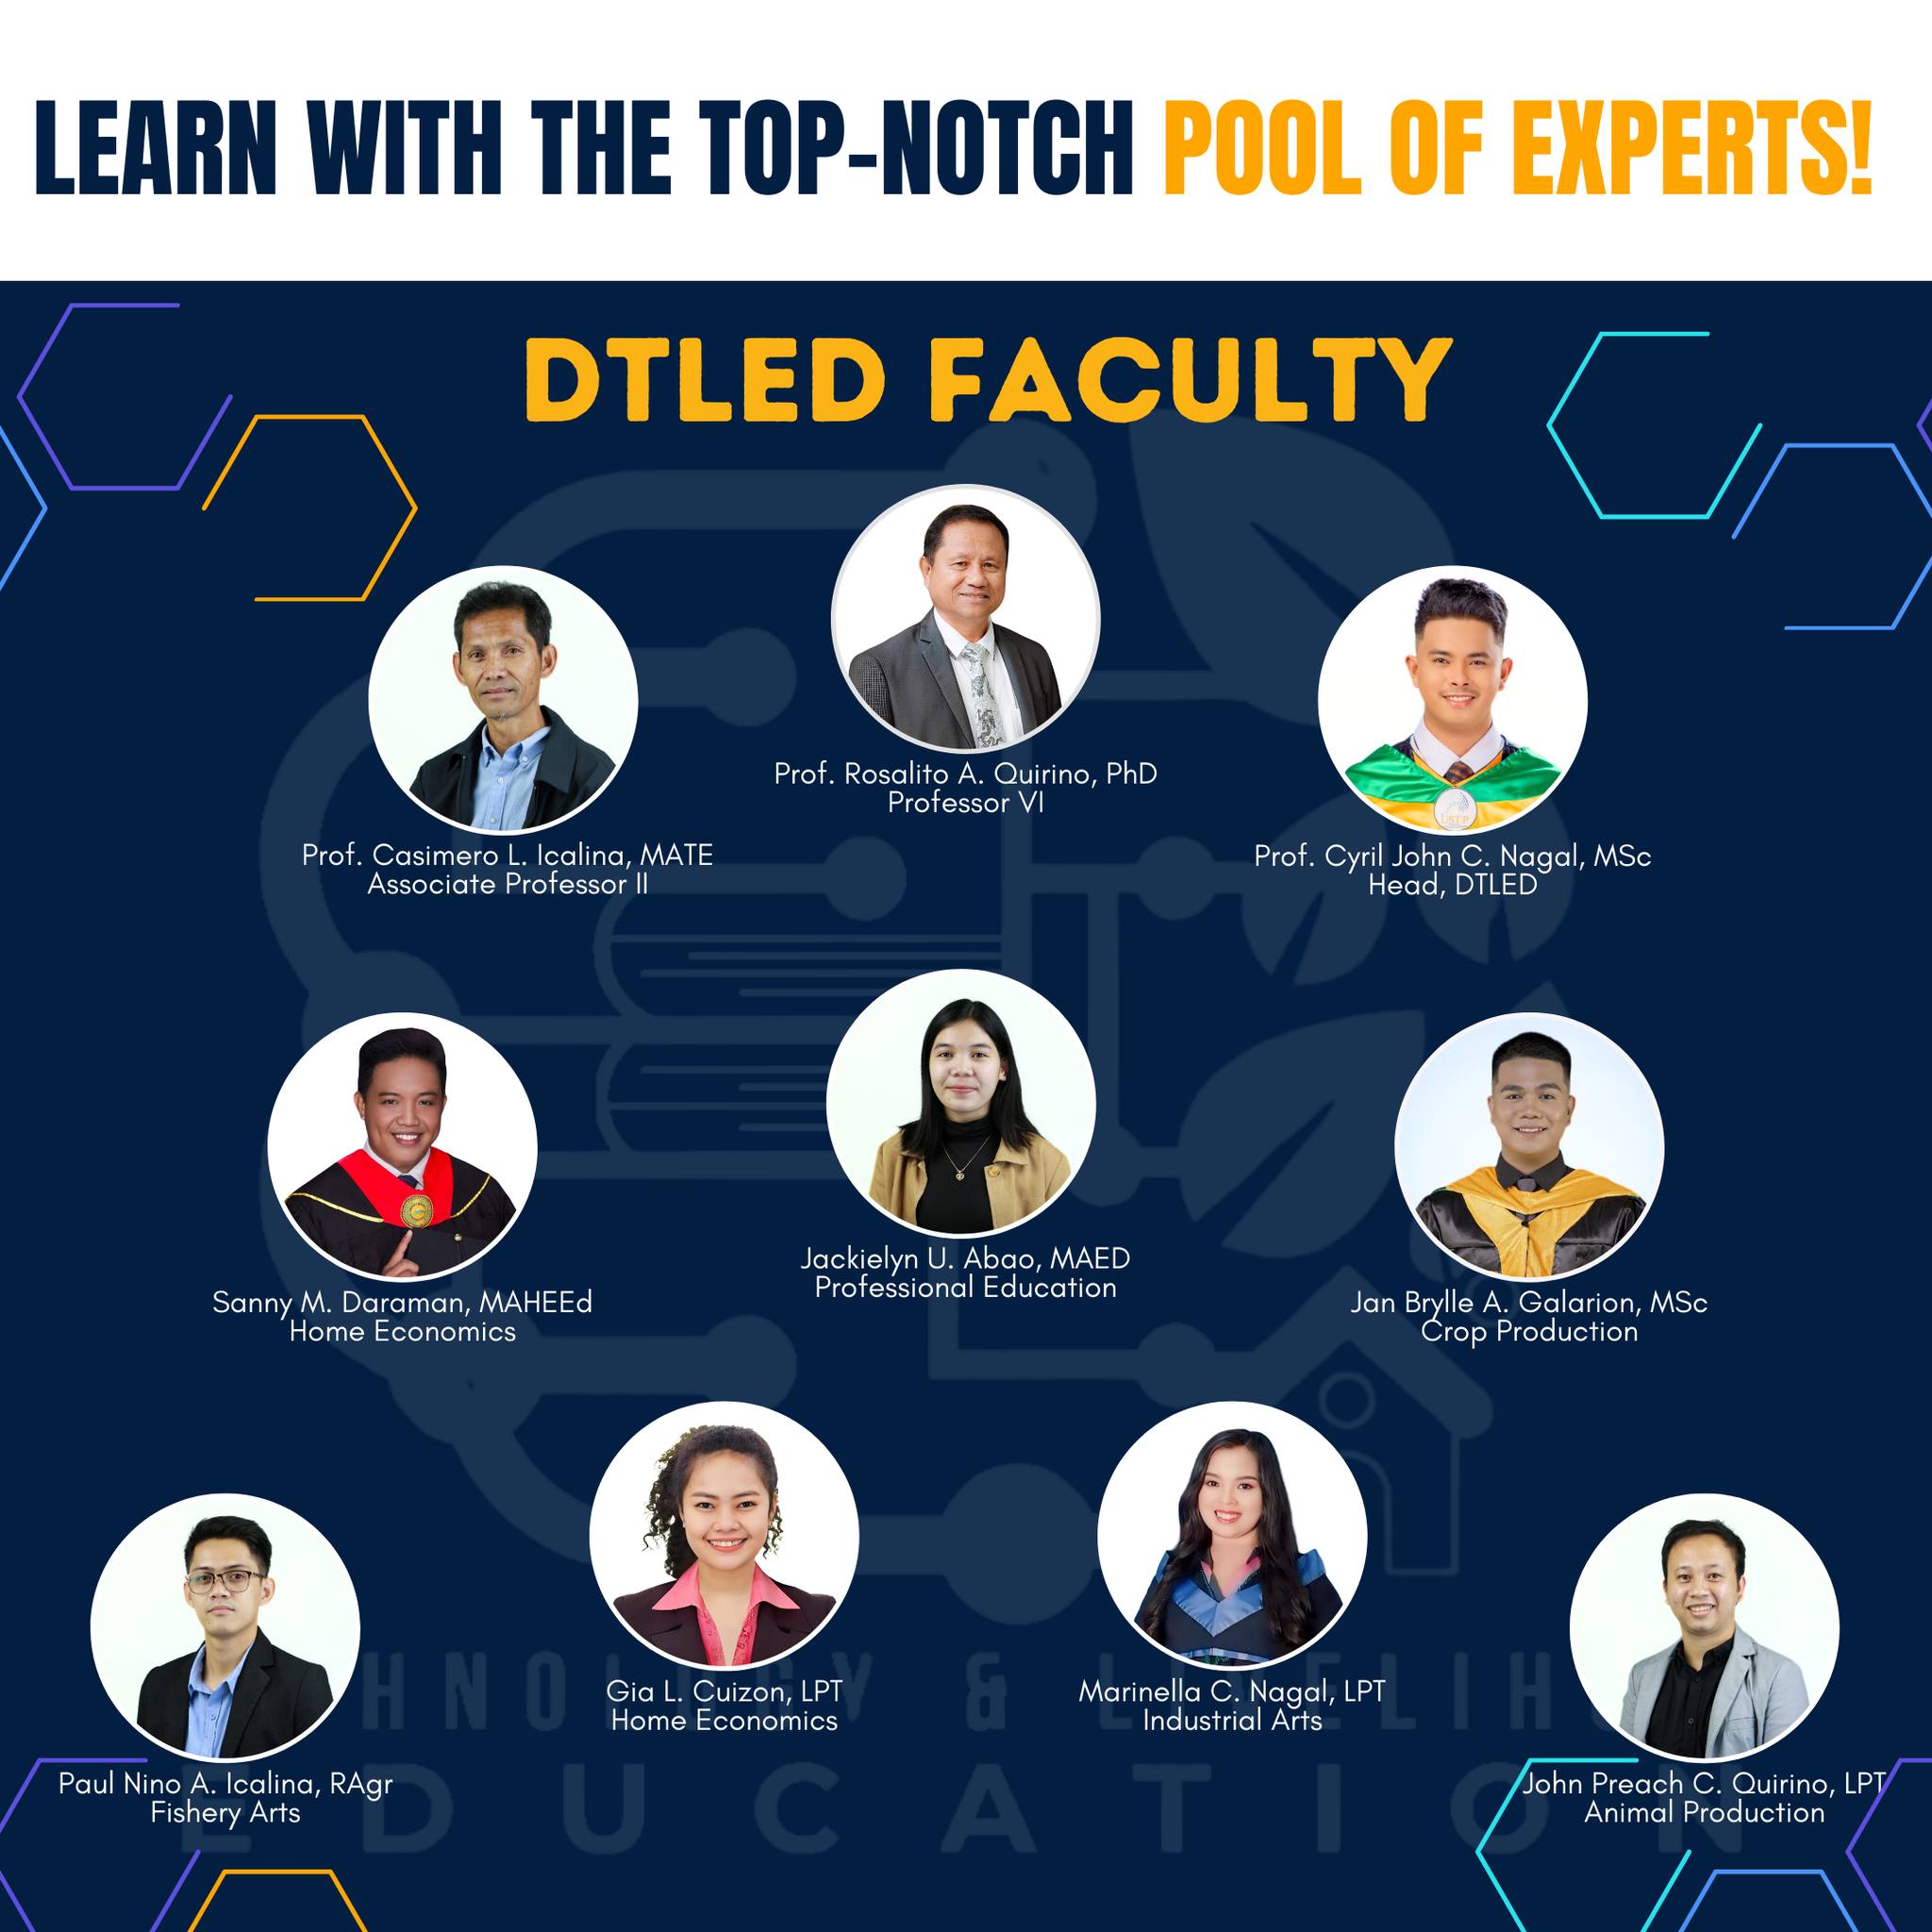 LEARN WITH THE TOP-NOTCH POOL OF EXPERTS!
DTLED FACULTY
Prof. Rosalito A. Quirino, PhD
Professor VI
Prof. Casimero L. Icalina, MATE
Associate Professor II
Prof. Cyril John C. Nagal, MSc
Head, DTLED
USTP
Jackielyn U. Abao, MAED
Professional Education
Sanny M. Daraman, MAHEEd
Home Economics
Jan Brylle A. Galarion, MSc
Crop Production
Gia L. Cuizon, LPT
Home Economics
Marinella C. Nagal, LPT
Industrial Arts
Paul Nino A. Icalina, RAgr
Fishery Arts
John Preach C. Quirino, LPT
Animal Production
&
EDUCATION